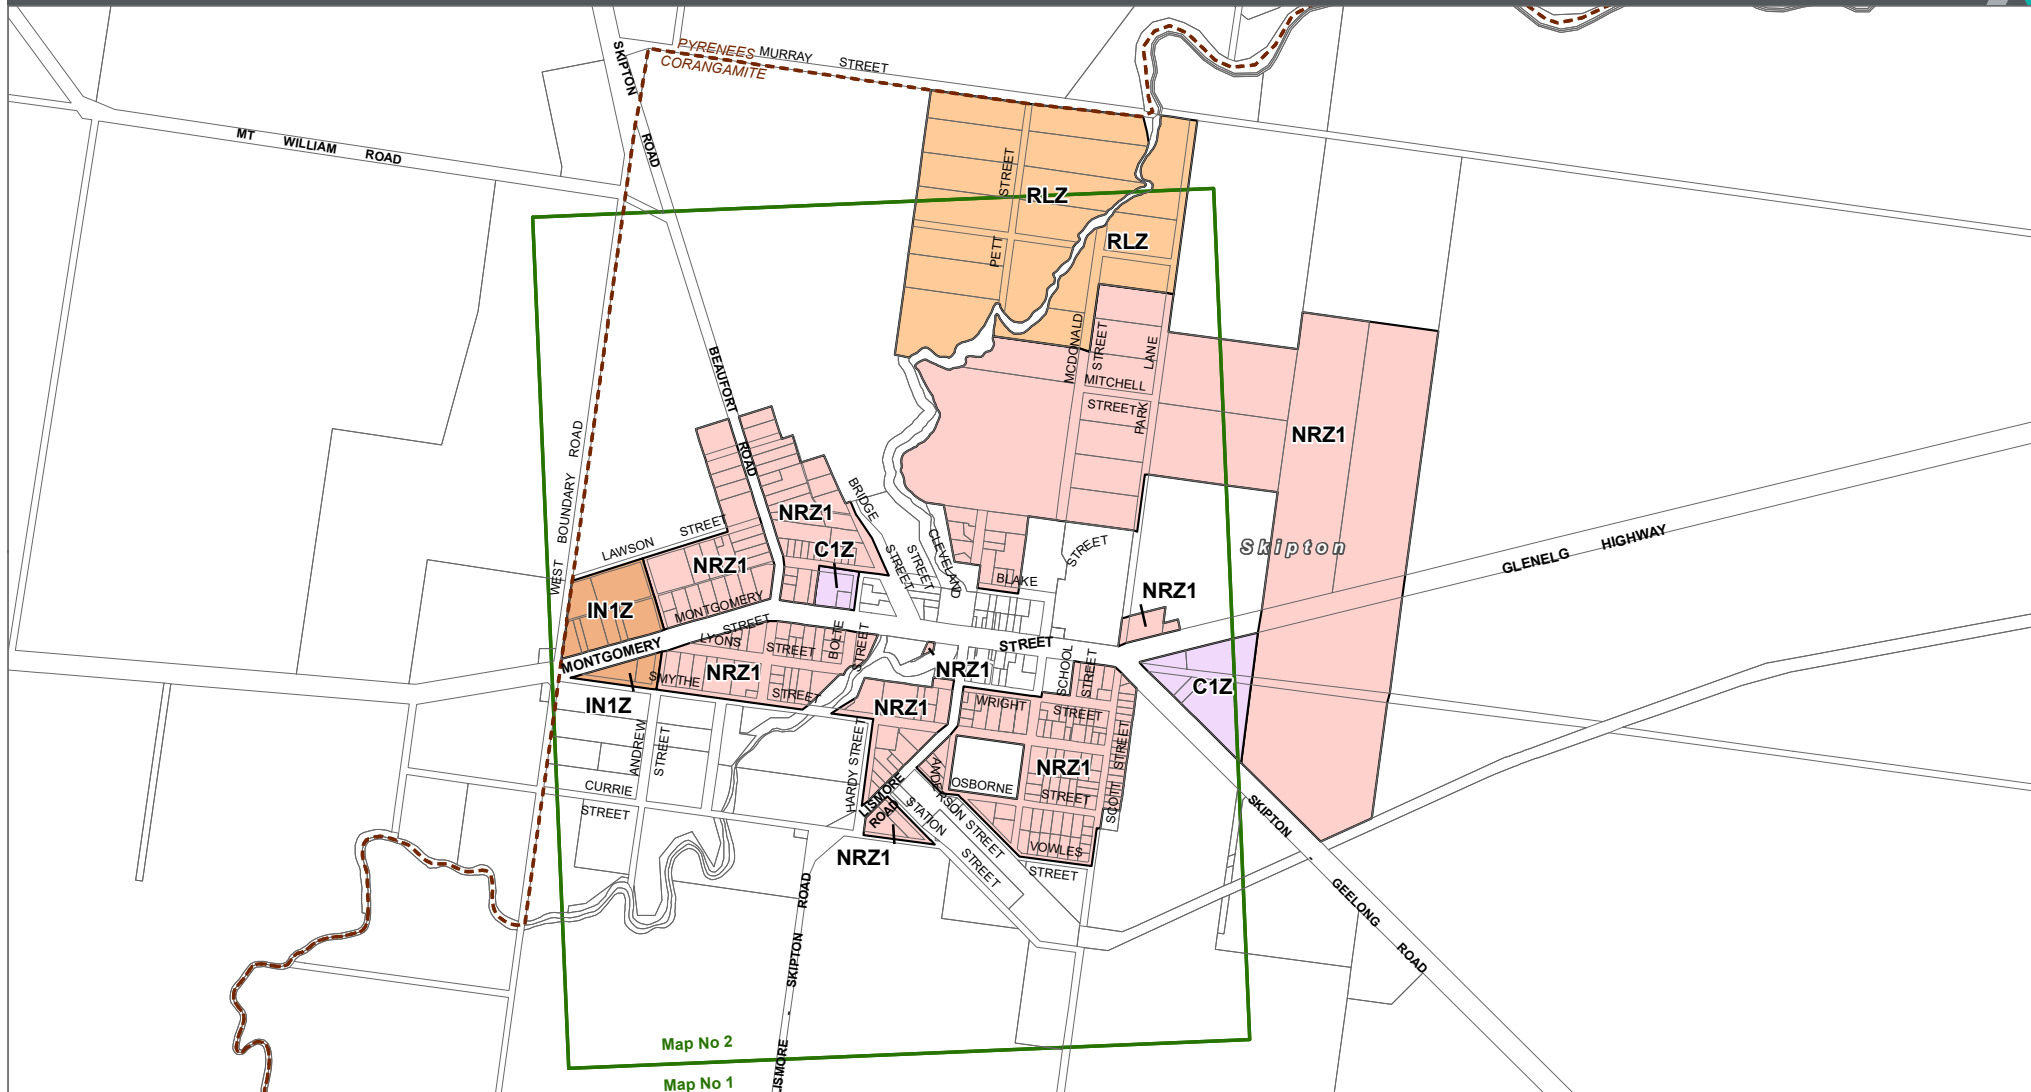 PYRENEES
MURRAY STREET
CORANGAMITE
SKIPTON
ROAD
MT WILLIAM ROAD
STREET
RLZ
RLZ
PETT
MCDONALD
STREET
LANE
BEAUFORT
MITCHELL
STREET
PARK
ROAD
NRZ1
WEST BOUNDARY ROAD
BRIDGE
STREET
NRZ1
LAWSON STREET
C1Z
STREET
CLEVELAND
STREET
Skipton
GLENELG HIGHWAY
NRZ1
BLAKE
NRZ1
IN1Z
MONTGOMERY
STREET
LYONS
STREET
BOLTE
STREET
STREET
MONTGOMERY
SCHOOL
STREET
NRZ1
NRZ1
C1Z
SMYTHE
STREET
IN1Z
NRZ1
WRIGHT
STREET
ANDREW
STREET
HARDY STREET
SCOTT
STREET
NRZ1
OSBORNE
STREET
ANDERSON STREET
LISMORE
ROAD
STATION
STREET
CURRIE
STREET
VOWLES
STREET
NRZ1
SKIPTON
-
GEELONG
ROAD
ROAD
SKIPTON
-
LISMORE
Map No 2
Map No 1